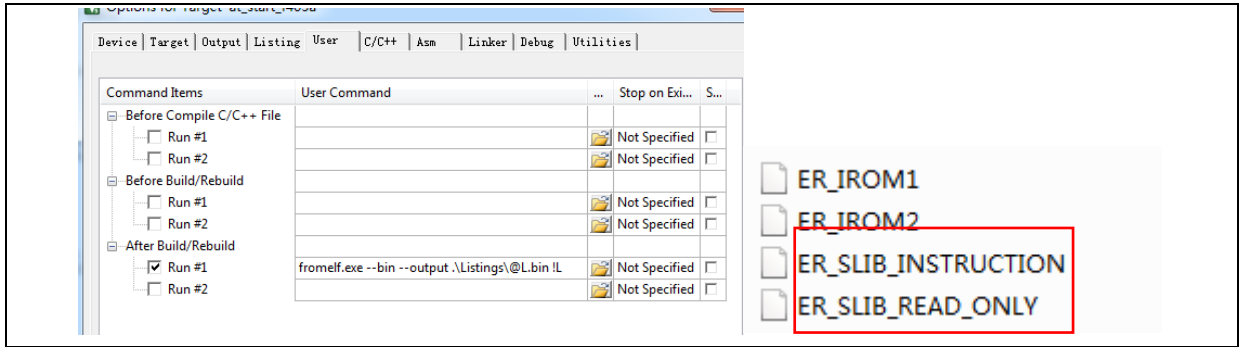 Options for Target 'at_start_f403a'
Device Target Output Listing User C/C++ Asm Linker Debug Utilities
Command Items User Command ... Stop on Exi... S...
Before Compile C/C++ File
Run #1 Not Specified
Run #2 Not Specified
Before Build/Rebuild
Run #1 Not Specified
Run #2 Not Specified
After Build/Rebuild
Run #1 fromelf.exe --bin --output .\Listings\@L.bin !L Not Specified
Run #2 Not Specified
ER_IROM1
ER_IROM2
ER_SLIB_INSTRUCTION
ER_SLIB_READ_ONLY